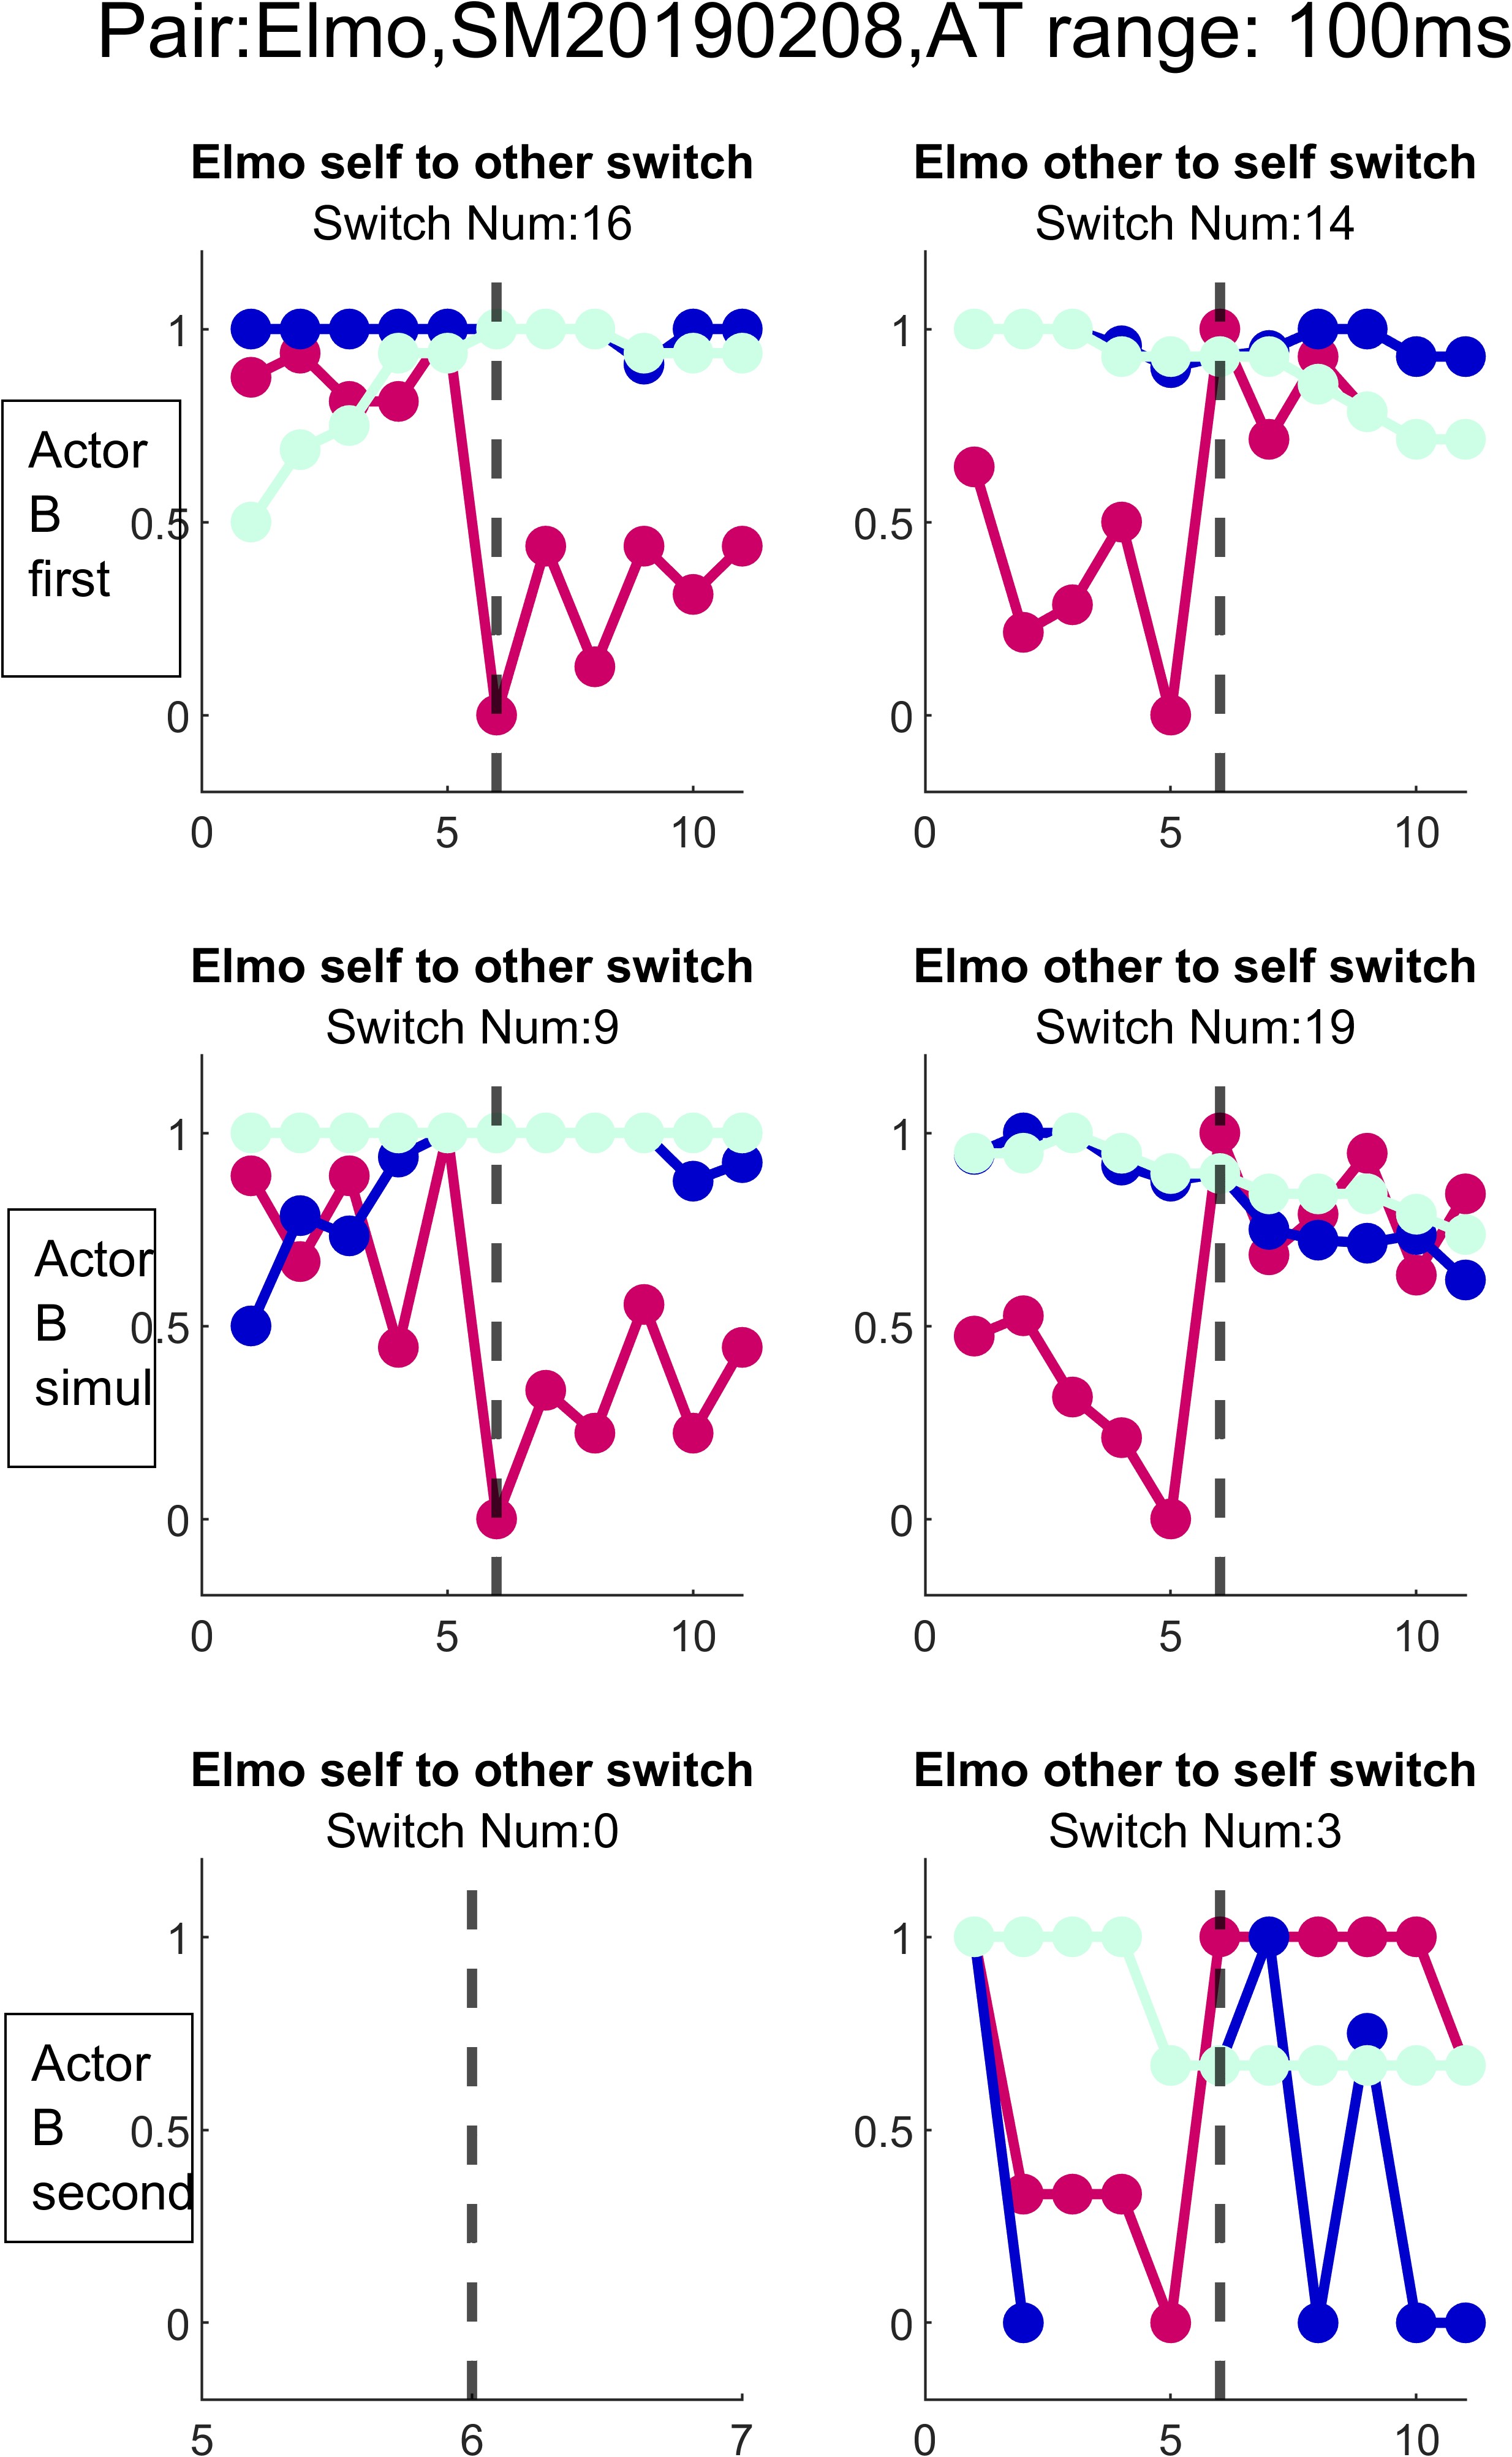 Pair:Elmo,SM20190208,AT range: 100ms
Elmo self to other switch
Switch Num:16
Elmo other to self switch
Switch Num:14
Actor
B
first
1
0.5
0
0
5
10
1
0.5
0
0
5
10
Elmo self to other switch
Switch Num:9
Elmo other to self switch
Switch Num:19
Actor
B
simul
1
0.5
0
0
5
10
1
0.5
0
0
5
10
Elmo self to other switch
Switch Num:0
Elmo other to self switch
Switch Num:3
Actor
B
second
1
0.5
0
5
6
7
1
0.5
0
0
5
10